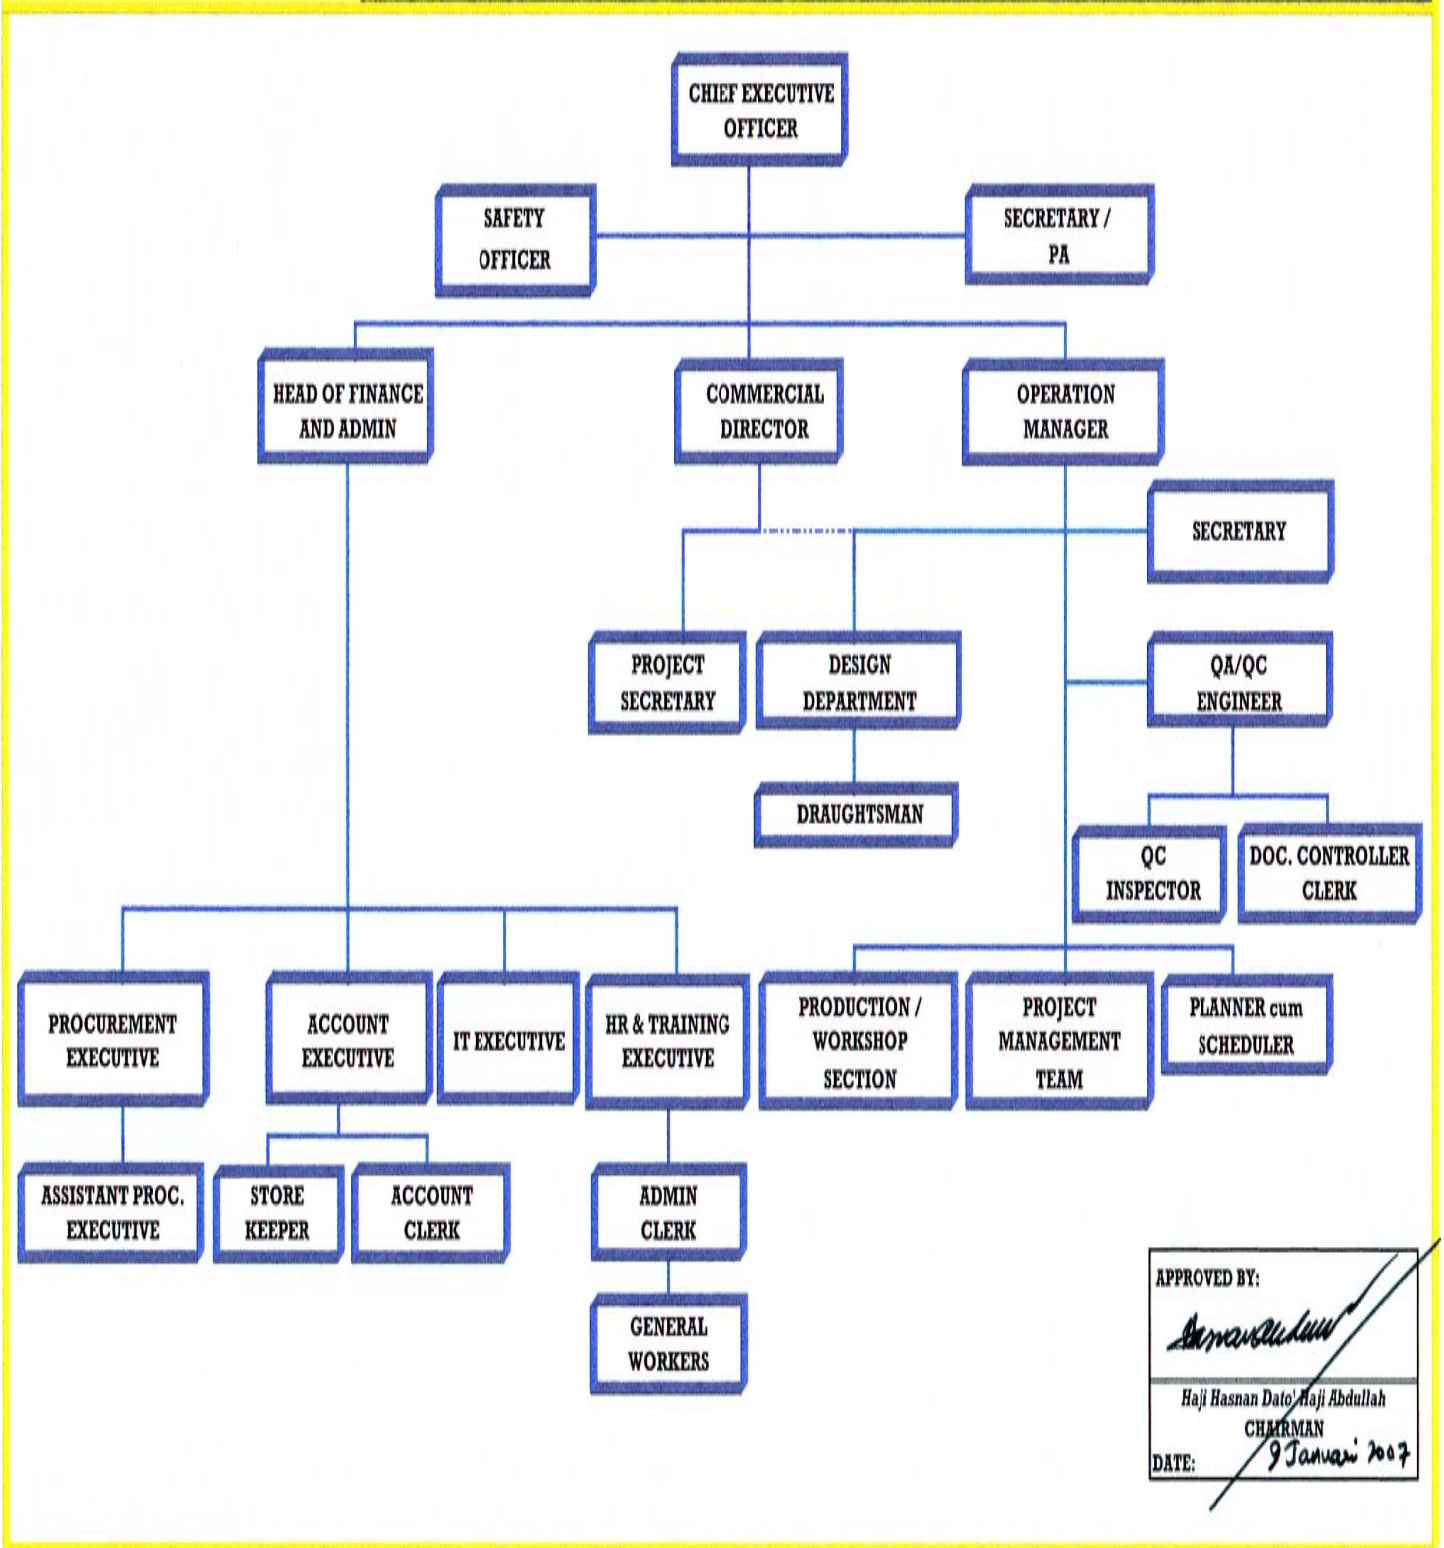 CHIEF EXECUTIVE
OFFICER
SAFETY
OFFICER
SECRETARY /
PA
HEAD OF FINANCE
AND ADMIN
COMMERCIAL
DIRECTOR
OPERATION
MANAGER
SECRETARY
PROJECT
SECRETARY
DESIGN
DEPARTMENT
QA/QC
ENGINEER
DRAUGHTSMAN
QC
INSPECTOR
DOC. CONTROLLER
CLERK
PROCUREMENT
EXECUTIVE
ACCOUNT
EXECUTIVE
IT EXECUTIVE
HR & TRAINING
EXECUTIVE
PRODUCTION /
WORKSHOP
SECTION
PROJECT
MANAGEMENT
TEAM
PLANNER cum
SCHEDULER
ASSISTANT PROC.
EXECUTIVE
STORE
KEEPER
ACCOUNT
CLERK
ADMIN
CLERK
GENERAL
WORKERS
APPROVED BY:
Haji Hasnan Dato' Haji Abdullah
CHAIRMAN
DATE: 9 Januari 2007